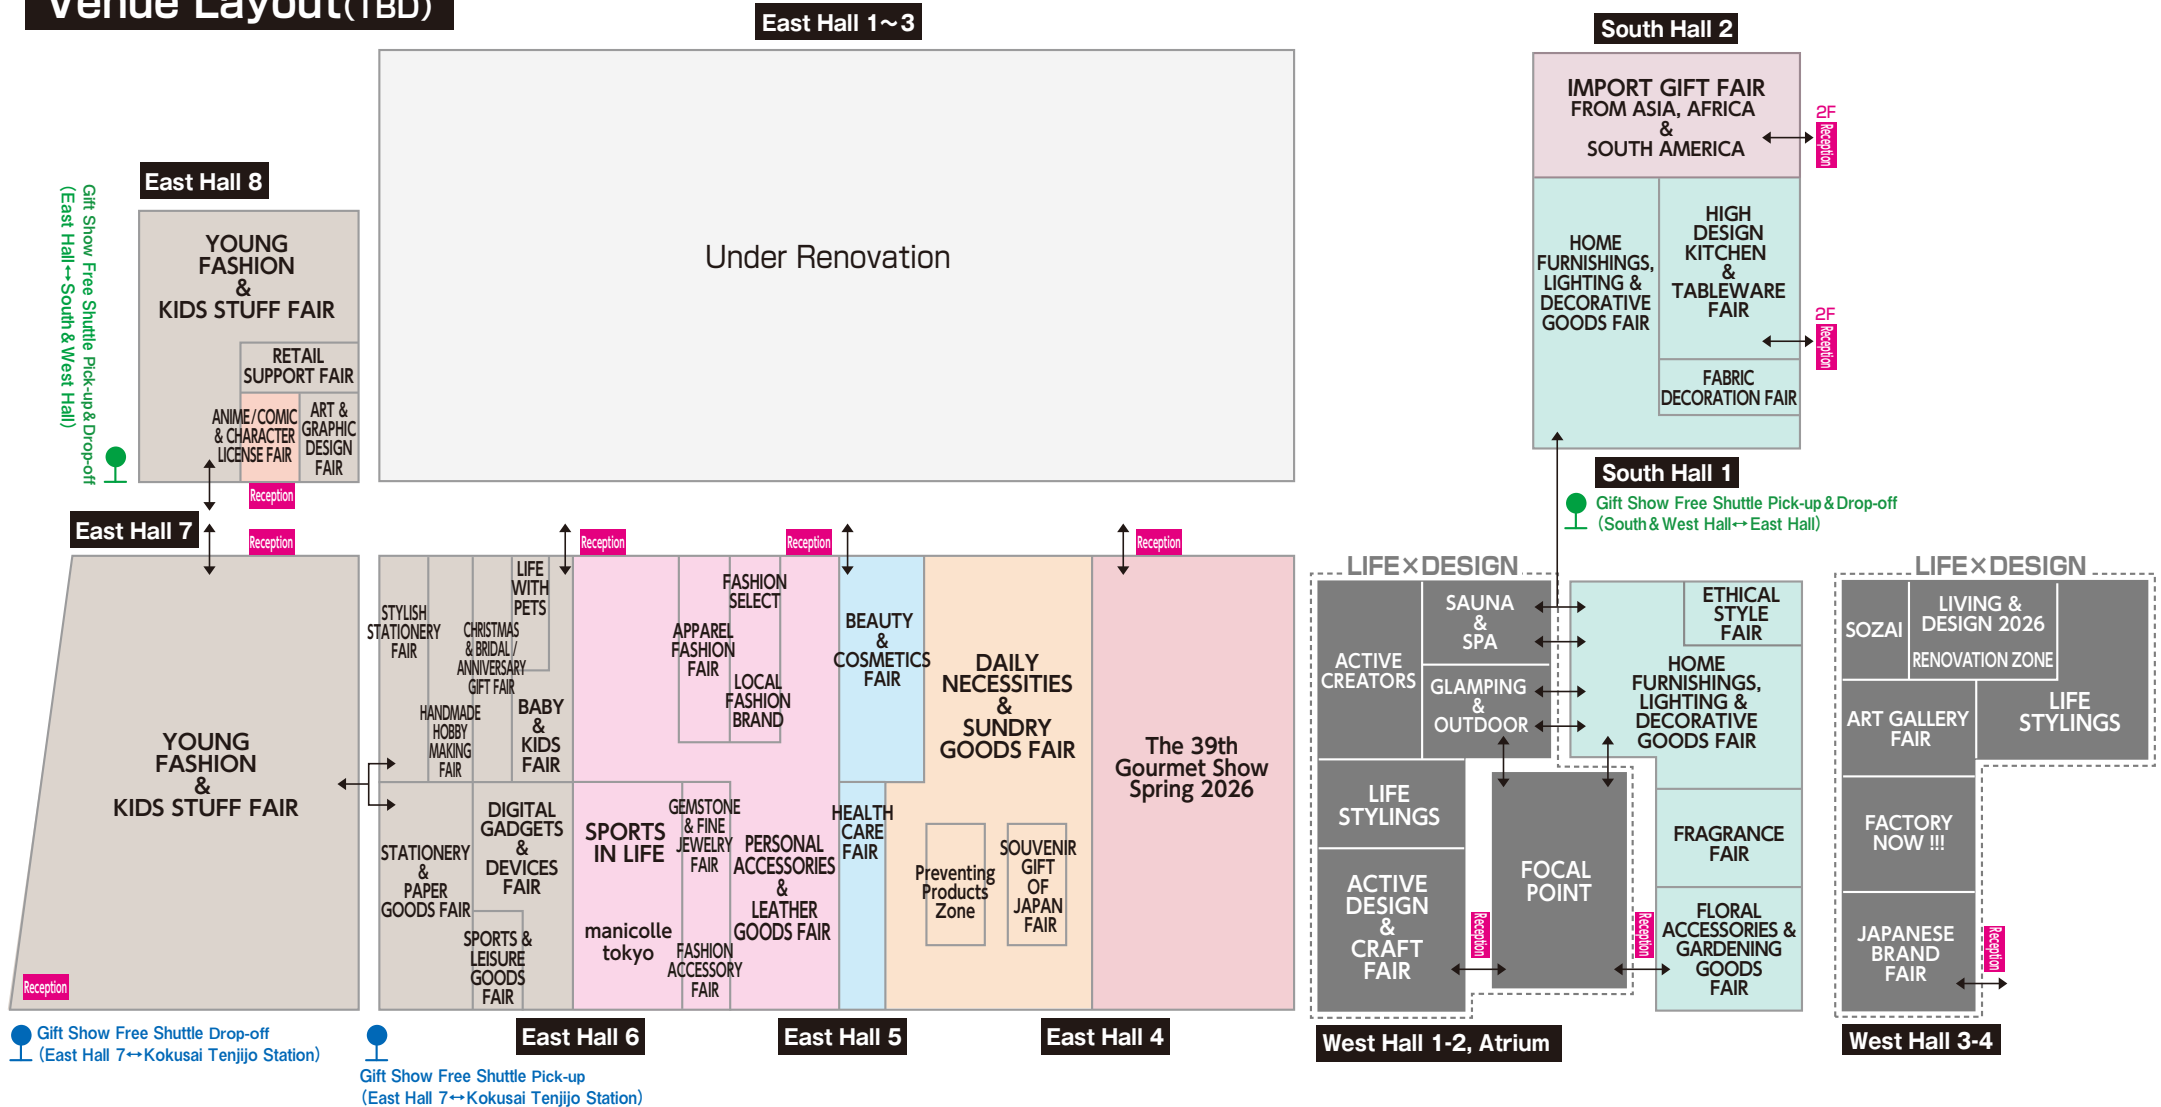 Venue Layout(TBD)
East Hall 1～3
Under Renovation
South Hall 2
IMPORT GIFT FAIR
FROM ASIA, AFRICA
&
SOUTH AMERICA
2F
Reception
HOME
FURNISHINGS,
LIGHTING &
DECORATIVE
GOODS FAIR
HIGH
DESIGN
KITCHEN
&
TABLEWARE
FAIR
2F
Reception
FABRIC
DECORATION FAIR
East Hall 8
Gift Show Free Shuttle Pick-up&Drop-off
(East Hall↔South&West Hall)
YOUNG
FASHION
&
KIDS STUFF FAIR
RETAIL
SUPPORT FAIR
ANIME/COMIC
& CHARACTER
LICENSE FAIR
ART &
GRAPHIC
DESIGN
FAIR
Reception
East Hall 7
Reception
YOUNG
FASHION
&
KIDS STUFF FAIR
Reception
Gift Show Free Shuttle Drop-off
(East Hall 7↔Kokusai Tenjijo Station)
Gift Show Free Shuttle Pick-up
(East Hall 7↔Kokusai Tenjijo Station)
STYLISH
STATIONERY
FAIR
HANDMADE
HOBBY
MAKING
FAIR
CHRISTMAS
& BRIDAL /
ANNIVERSARY
GIFT FAIR
LIFE
WITH
PETS
BABY
&
KIDS
FAIR
STATIONERY
&
PAPER
GOODS FAIR
DIGITAL
GADGETS
&
DEVICES
FAIR
SPORTS &
LEISURE
GOODS
FAIR
East Hall 6
Reception
APPAREL
FASHION
FAIR
FASHION
SELECT
LOCAL
FASHION
BRAND
SPORTS
IN LIFE
manicolle
tokyo
GEMSTONE
& FINE
JEWELRY
FAIR
FASHION
ACCESSORY
FAIR
PERSONAL
ACCESSORIES
&
LEATHER
GOODS FAIR
Reception
East Hall 5
BEAUTY
&
COSMETICS
FAIR
HEALTH
CARE
FAIR
DAILY
NECESSITIES
&
SUNDRY
GOODS FAIR
Preventing
Products
Zone
SOUVENIR
GIFT
OF
JAPAN
FAIR
East Hall 4
Reception
The 39th
Gourmet Show
Spring 2026
South Hall 1
Gift Show Free Shuttle Pick-up&Drop-off
(South&West Hall↔East Hall)
LIFE×DESIGN
ACTIVE
CREATORS
SAUNA
&
SPA
GLAMPING
&
OUTDOOR
LIFE
STYLINGS
ACTIVE
DESIGN
&
CRAFT
FAIR
Reception
FOCAL
POINT
Reception
ETHICAL
STYLE
FAIR
HOME
FURNISHINGS,
LIGHTING &
DECORATIVE
GOODS FAIR
FRAGRANCE
FAIR
FLORAL
ACCESSORIES &
GARDENING
GOODS
FAIR
West Hall 1-2, Atrium
LIFE×DESIGN
SOZAI
LIVING &
DESIGN 2026
RENOVATION ZONE
ART GALLERY
FAIR
LIFE
STYLINGS
FACTORY
NOW !!!
JAPANESE
BRAND
FAIR
Reception
West Hall 3-4